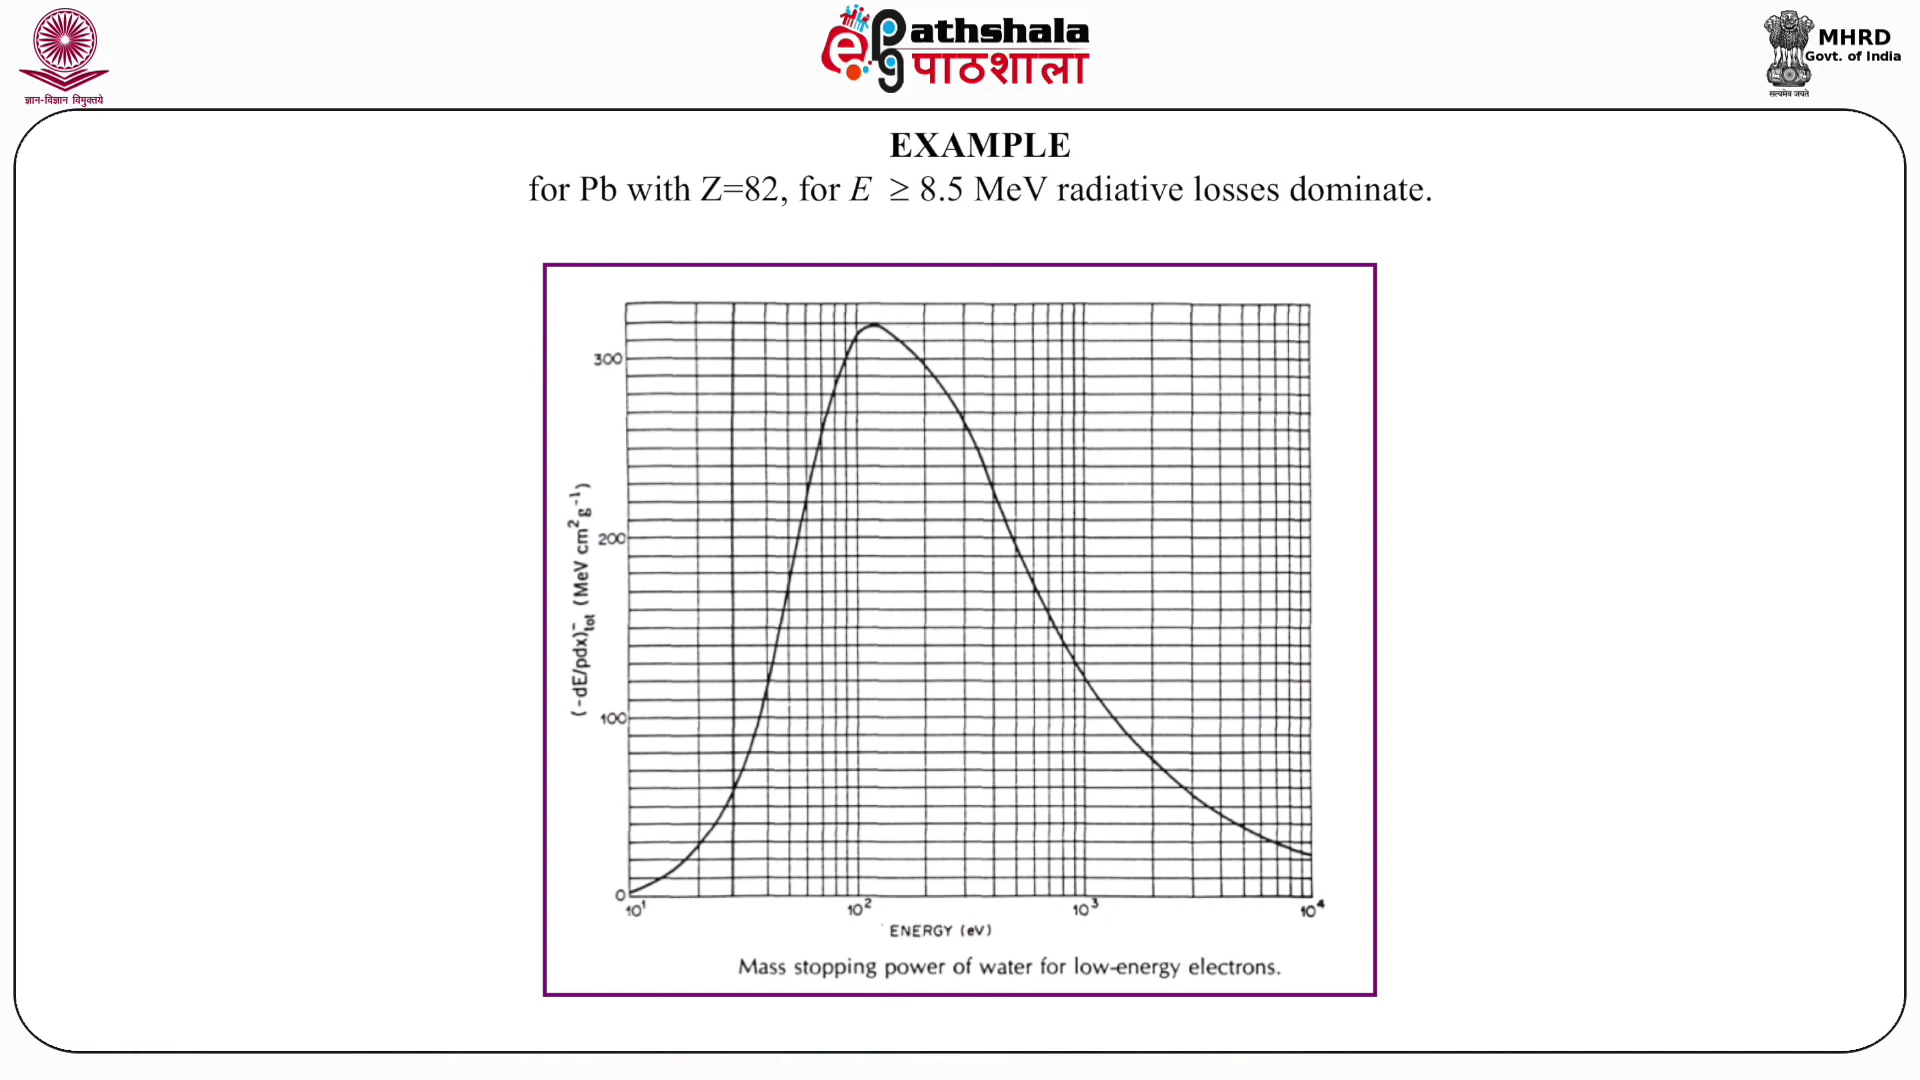 ज्ञान-विज्ञान विमुक्तये
e Pathshala
पाठशाला
MHRD
Govt. of India
सत्यमेव जयते
EXAMPLE
for Pb with Z=82, for E ≥ 8.5 MeV radiative losses dominate.
(-dE/ρdx)⁻tot (MeV cm² g⁻¹)
300
200
100
0
10¹ 10² 10³ 10⁴
ENERGY (eV)
Mass stopping power of water for low-energy electrons.